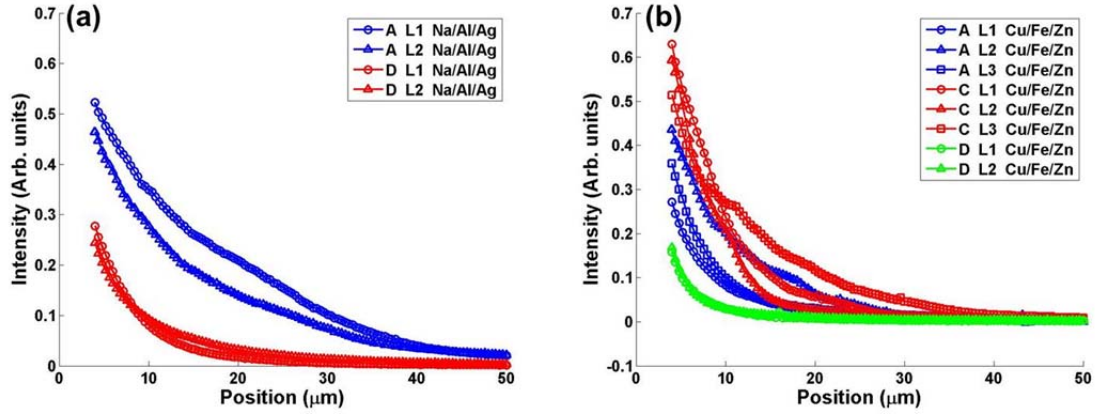 (a)
A L1 Na/Al/Ag
A L2 Na/Al/Ag
D L1 Na/Al/Ag
D L2 Na/Al/Ag
0.7
0.6
0.5
0.4
0.3
0.2
0.1
0
0 10 20 30 40 50
Intensity (Arb. units)
Position (μm)
(b)
A L1 Cu/Fe/Zn
A L2 Cu/Fe/Zn
A L3 Cu/Fe/Zn
C L1 Cu/Fe/Zn
C L2 Cu/Fe/Zn
C L3 Cu/Fe/Zn
D L1 Cu/Fe/Zn
D L2 Cu/Fe/Zn
0.7
0.6
0.5
0.4
0.3
0.2
0.1
0
-0.1
0 10 20 30 40 50
Intensity (Arb. units)
Position (μm)